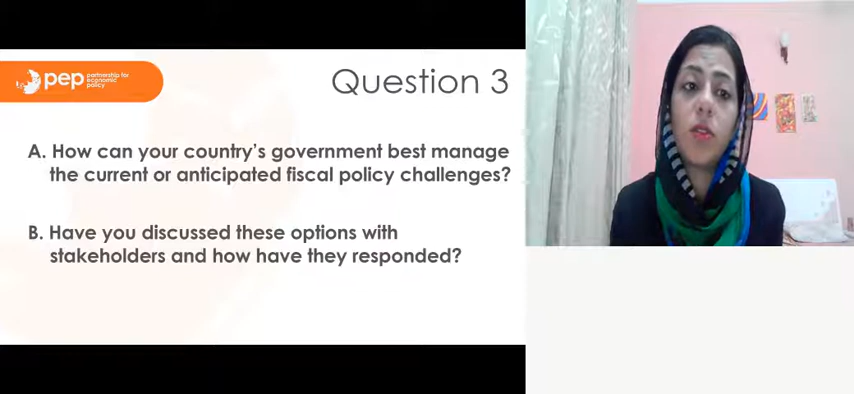 pep partnership for
economic
policy
Question 3
A. How can your country's government best manage
the current or anticipated fiscal policy challenges?
B. Have you discussed these options with
stakeholders and how have they responded?